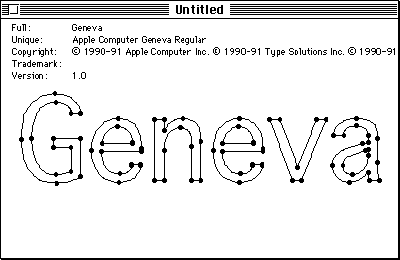 Untitled
Full: Geneva
Unique: Apple Computer Geneva Regular
Copyright: © 1990-91 Apple Computer Inc. © 1990-91 Type Solutions Inc. © 1990-91
Trademark:
Version: 1.0
Geneva